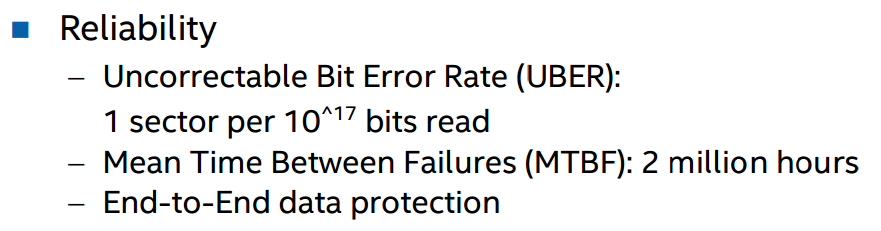 ■ Reliability
– Uncorrectable Bit Error Rate (UBER):
1 sector per 10^17 bits read
– Mean Time Between Failures (MTBF): 2 million hours
– End-to-End data protection